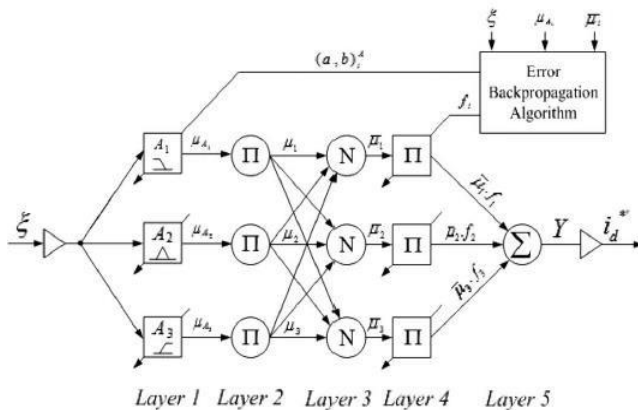 ξ μ_{A_i} μ̄_i
(a,b)_i^A
Error
Backpropagation
Algorithm
f_i
A_1 μ_{A_1} Π μ_1 N μ̄_1 Π
μ̄_1.f_1
ξ A_2 μ_{A_2} Π μ_2 N μ̄_2 Π μ̄_2.f_2 Σ Y i_d^*
μ̄_3.f_3
A_3 μ_{A_3} Π μ_3 N μ̄_3 Π
Layer 1 Layer 2 Layer 3 Layer 4 Layer 5